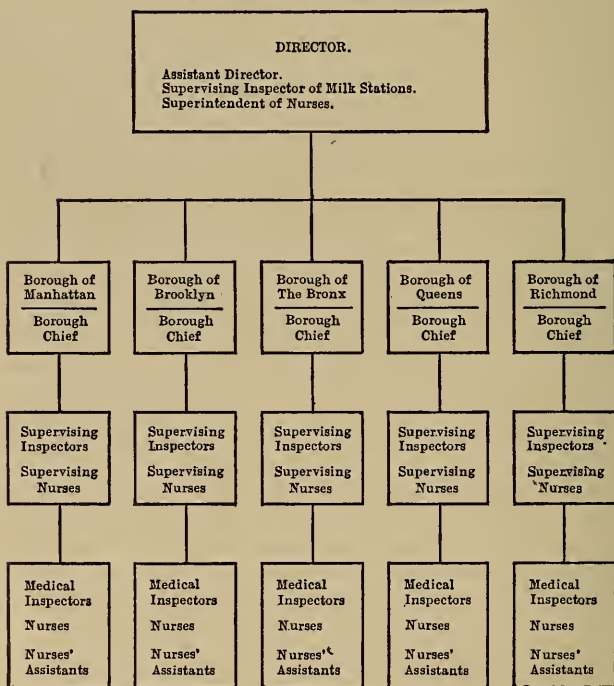 DIRECTOR.
Assistant Director.
Supervising Inspector of Milk Stations.
Superintendent of Nurses.
Borough of
Manhattan
Borough
Chief
Borough of
Brooklyn
Borough
Chief
Borough of
The Bronx
Borough
Chief
Borough of
Queens
Borough
Chief
Borough of
Richmond
Borough
Chief
Supervising
Inspectors
Supervising
Nurses
Supervising
Inspectors
Supervising
Nurses
Supervising
Inspectors
Supervising
Nurses
Supervising
Inspectors
Supervising
Nurses
Supervising
Inspectors
Supervising
Nurses
Medical
Inspectors
Nurses
Nurses'
Assistants
Medical
Inspectors
Nurses
Nurses'
Assistants
Medical
Inspectors
Nurses
Nurses'
Assistants
Medical
Inspectors
Nurses
Nurses'
Assistants
Medical
Inspectors
Nurses
Nurses'
Assistants